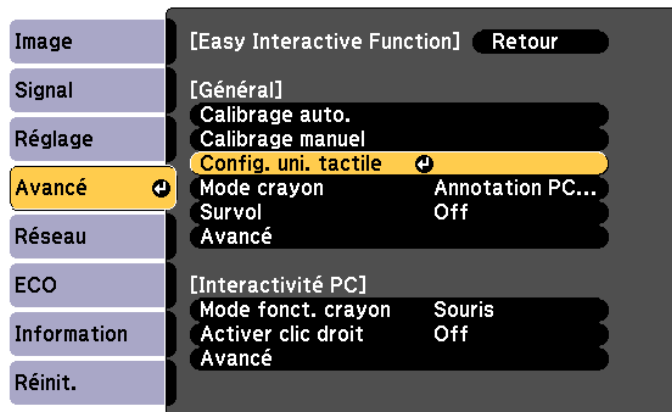 Image
Signal
Réglage
Avancé
Réseau
ECO
Information
Réinit.
[Easy Interactive Function] Retour
[Général]
Calibrage auto.
Calibrage manuel
Config. uni. tactile
Mode crayon Annotation PC...
Survol Off
Avancé
[Interactivité PC]
Mode fonct. crayon Souris
Activer clic droit Off
Avancé